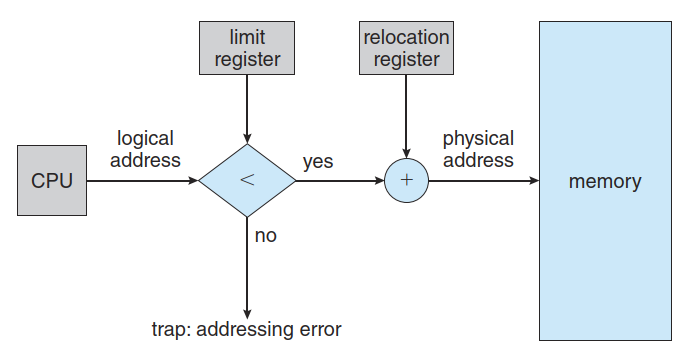 limit
register
relocation
register
logical
address
physical
address
CPU
<
yes
+
memory
no
trap: addressing error